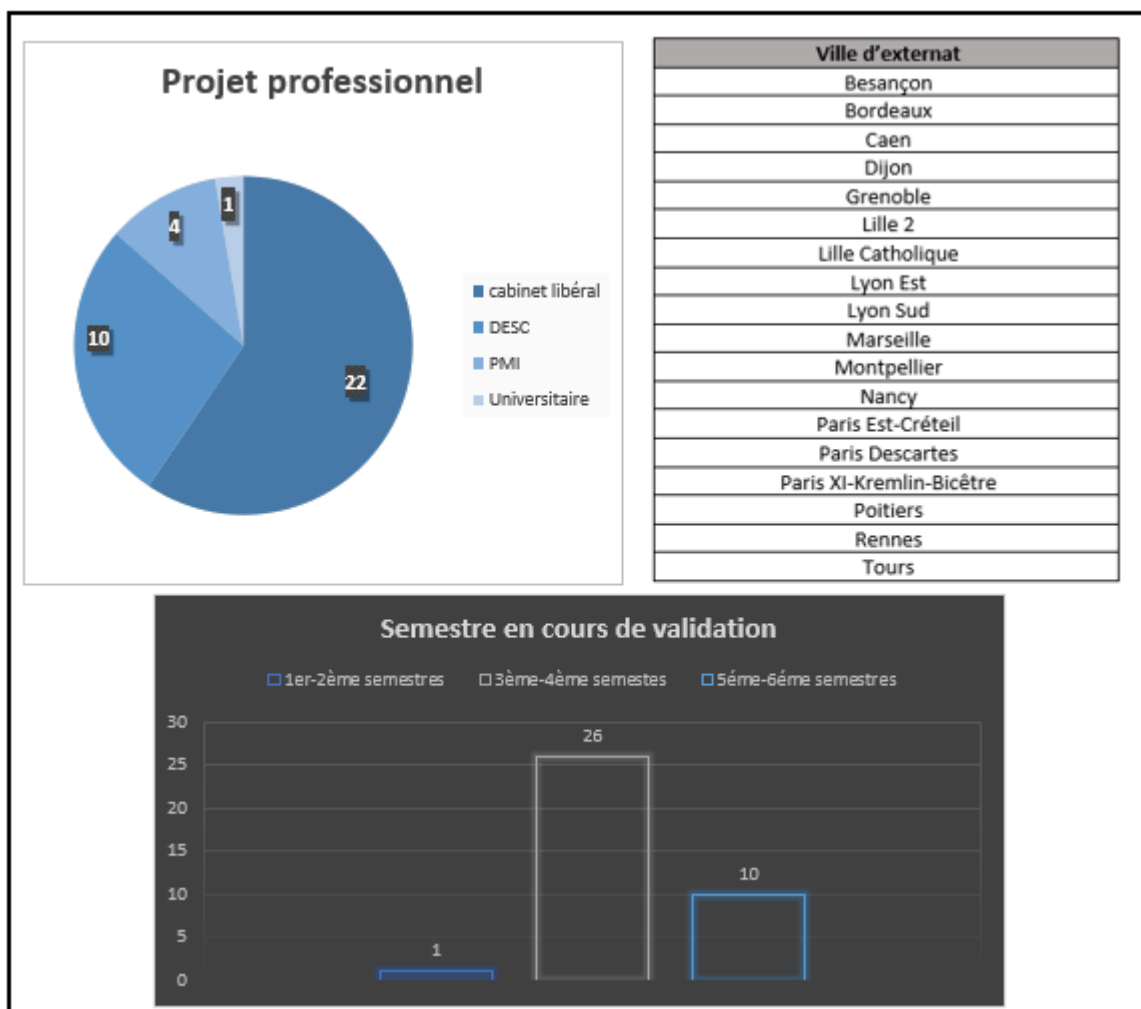 Projet professionnel
1
4
10
22
cabinet libéral
DESC
PMI
Universitaire
Ville d'externat
Besançon
Bordeaux
Caen
Dijon
Grenoble
Lille 2
Lille Catholique
Lyon Est
Lyon Sud
Marseille
Montpellier
Nancy
Paris Est-Créteil
Paris Descartes
Paris XI-Kremlin-Bicêtre
Poitiers
Rennes
Tours
Semestre en cours de validation
1er-2ème semestres 3ème-4ème semestes 5éme-6éme semestres
30
26
25
20
15
10
10
5
1
0